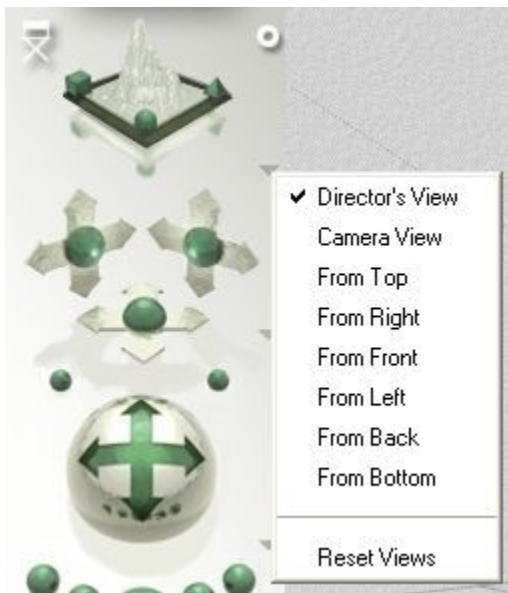 Director's View
Camera View
From Top
From Right
From Front
From Left
From Back
From Bottom
Reset Views